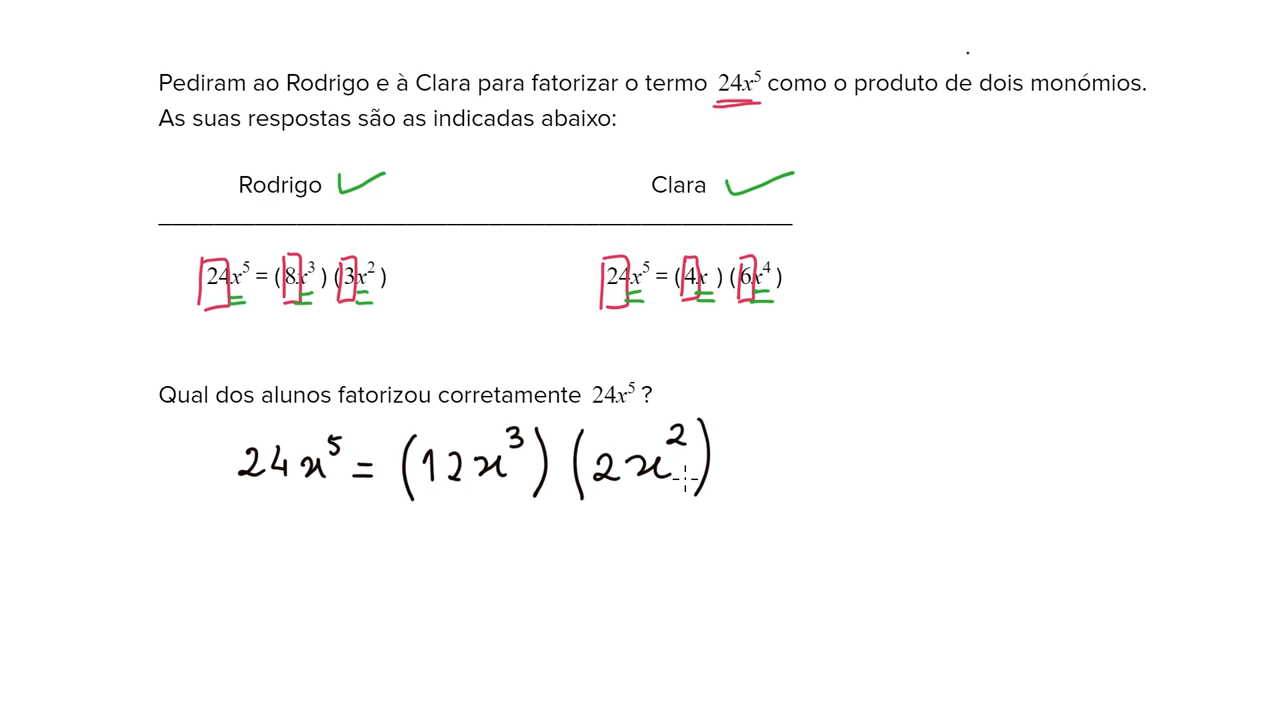 Pediram ao Rodrigo e à Clara para fatorizar o termo 24x⁵ como o produto de dois monómios.
As suas respostas são as indicadas abaixo:
Rodrigo Clara
24x⁵ = (8x³) (3x²) 24x⁵ = (4x) (6x⁴)
Qual dos alunos fatorizou corretamente 24x⁵ ?
24x⁵ = (12x³) (2x²)